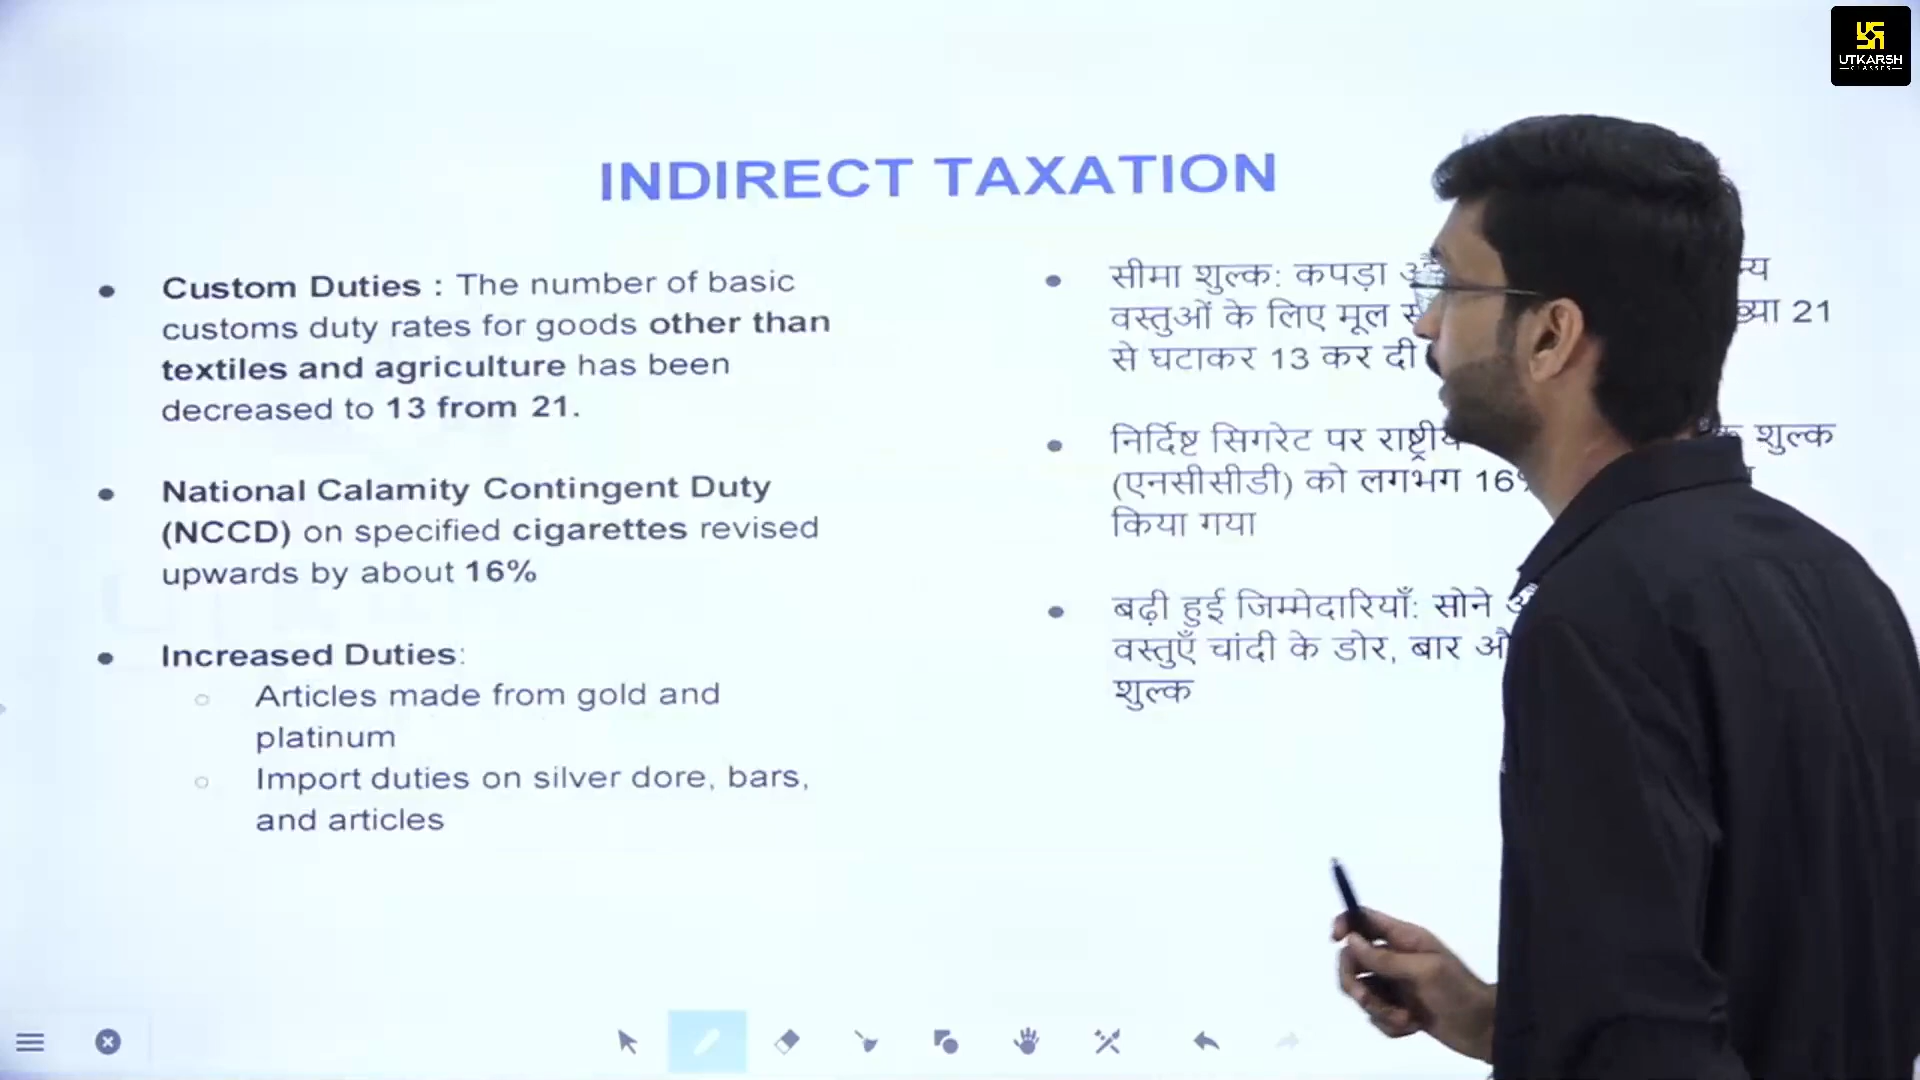 UTKARSH
CLASSES
INDIRECT TAXATION
• Custom Duties : The number of basic
customs duty rates for goods other than
textiles and agriculture has been
decreased to 13 from 21.
• National Calamity Contingent Duty
(NCCD) on specified cigarettes revised
upwards by about 16%
• Increased Duties:
○ Articles made from gold and
platinum
○ Import duties on silver dore, bars,
and articles
• सीमा शुल्क: कपड़ा
वस्तुओं के लिए मूल 21
से घटाकर 13 कर दी
• निर्दिष्ट सिगरेट पर शुल्क
(एनसीसीडी) को लगभग
किया गया
• बढ़ी हुई जिम्मेदारियाँ: सोने
वस्तुएँ चांदी के डोर, बार
शुल्क